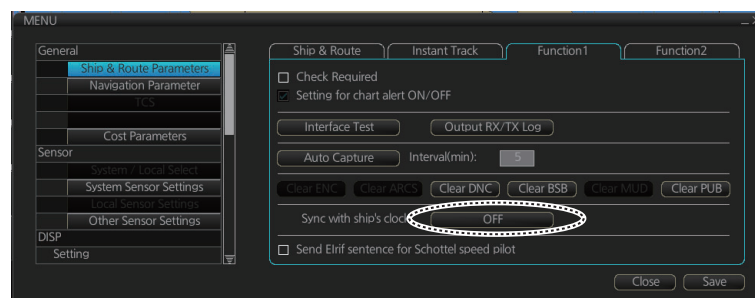 MENU
General
Ship & Route Parameters
Navigation Parameter
TCS
Cost Parameters
Sensor
System / Local Select
System Sensor Settings
Local Sensor Settings
Other Sensor Settings
DISP
Setting
Ship & Route Instant Track Function1 Function2
Check Required
Setting for chart alert ON/OFF
Interface Test Output RX/TX Log
Auto Capture Interval(min): 5
Clear ENC Clear ARCS Clear DNC Clear BSB Clear MUD Clear PUB
Sync with ship's clock OFF
Send EIrif sentence for Schottel speed pilot
Close Save